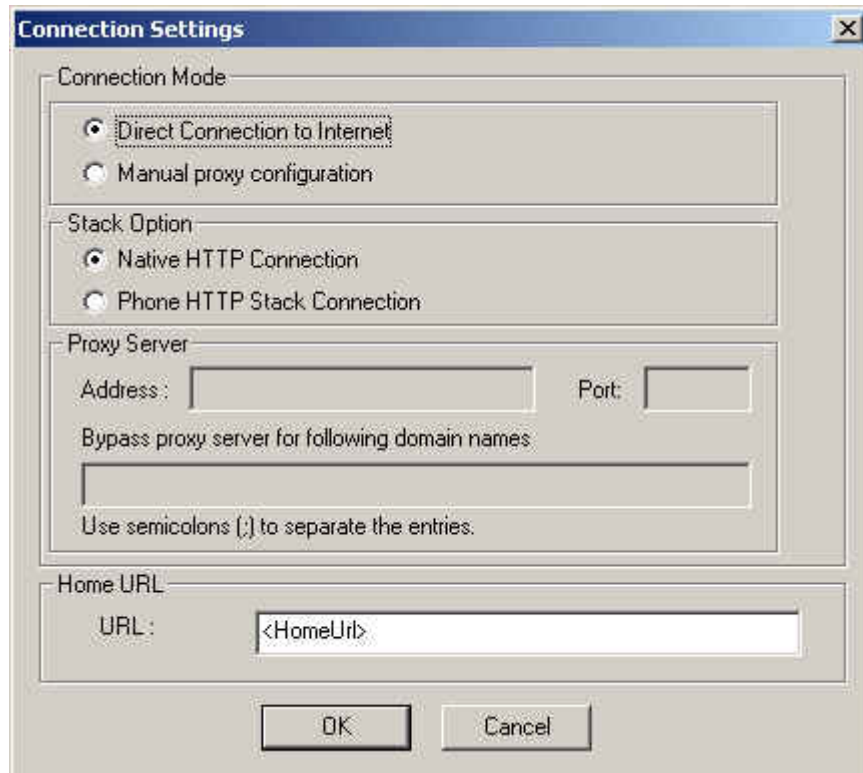 Connection Settings
Connection Mode
Direct Connection to Internet
Manual proxy configuration
Stack Option
Native HTTP Connection
Phone HTTP Stack Connection
Proxy Server
Address : Port:
Bypass proxy server for following domain names
Use semicolons (;) to separate the entries.
Home URL
URL : <HomeUrl>
OK Cancel